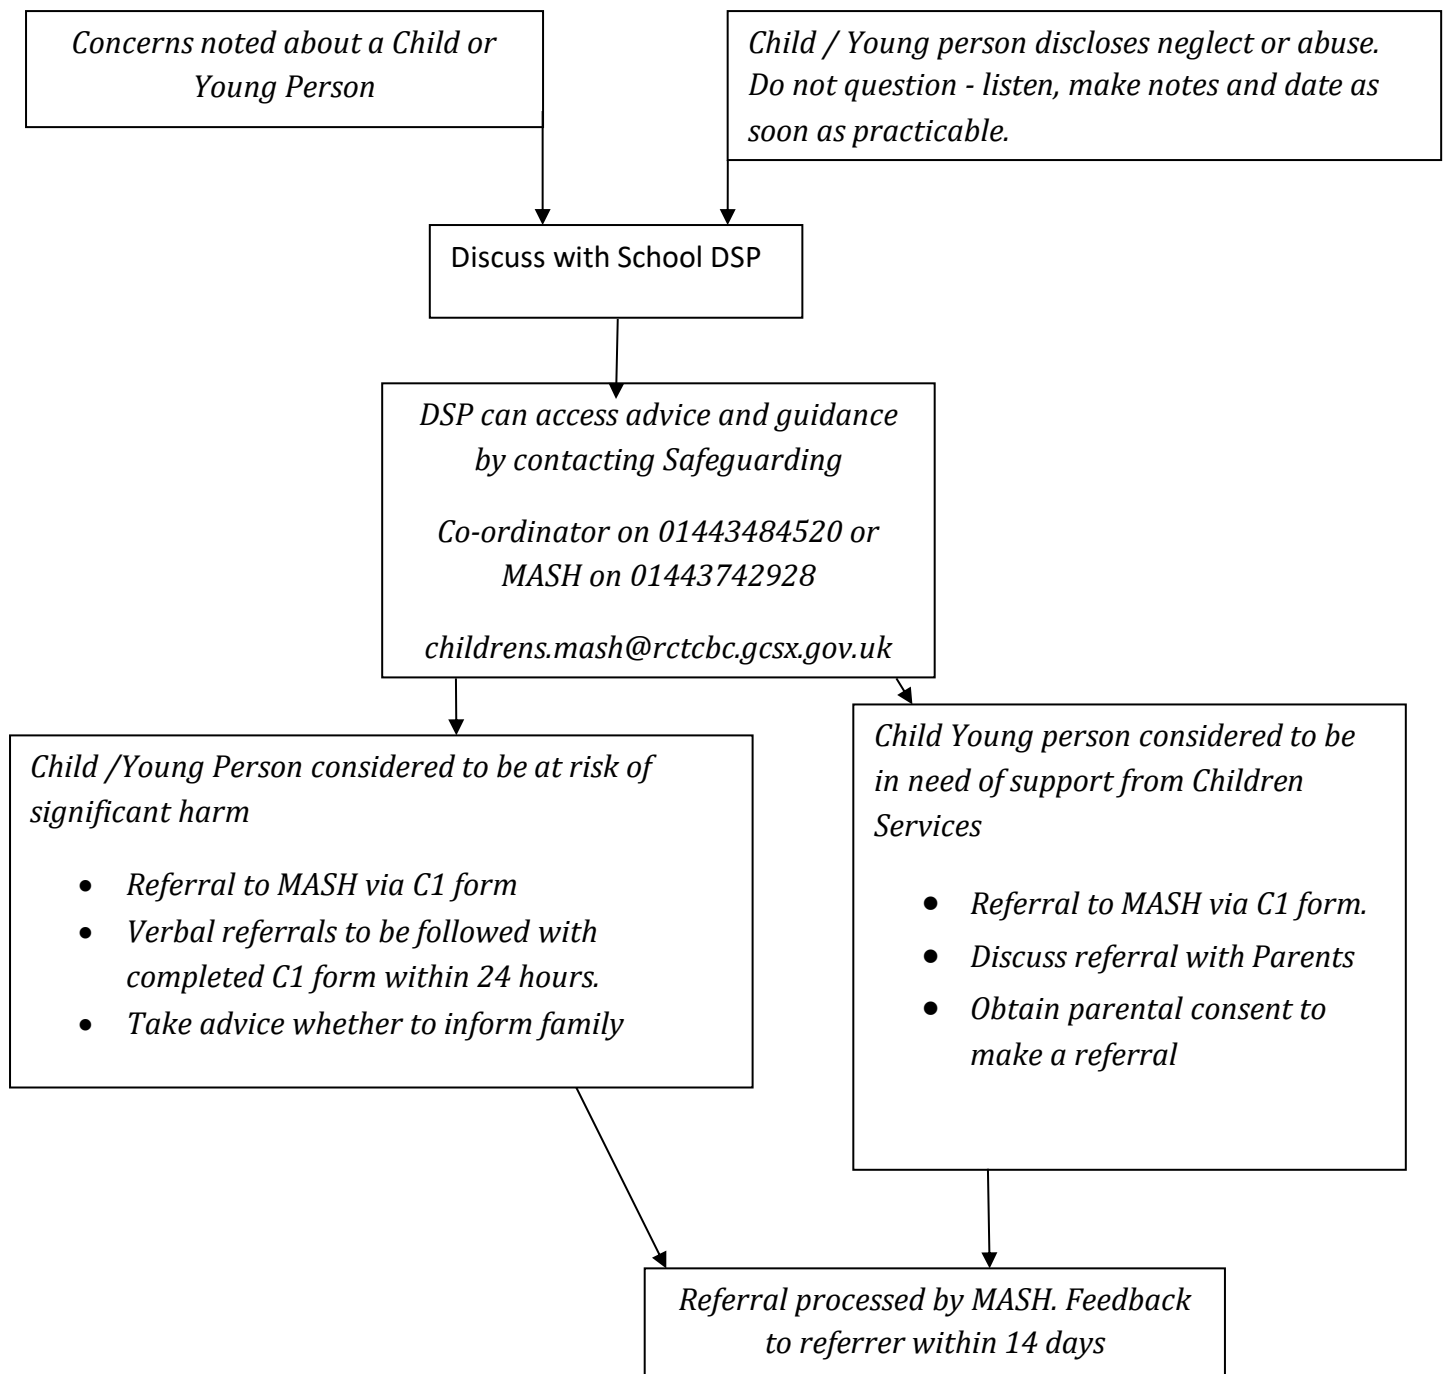 Concerns noted about a Child or
Young Person
Child / Young person discloses neglect or abuse.
Do not question - listen, make notes and date as
soon as practicable.
Discuss with School DSP
DSP can access advice and guidance
by contacting Safeguarding
Co-ordinator on 01443484520 or
MASH on 01443742928
childrens.mash@rctcbc.gcsx.gov.uk
Child /Young Person considered to be at risk of
significant harm
• Referral to MASH via C1 form
• Verbal referrals to be followed with
completed C1 form within 24 hours.
• Take advice whether to inform family
Child Young person considered to be
in need of support from Children
Services
• Referral to MASH via C1 form.
• Discuss referral with Parents
• Obtain parental consent to
make a referral
Referral processed by MASH. Feedback
to referrer within 14 days